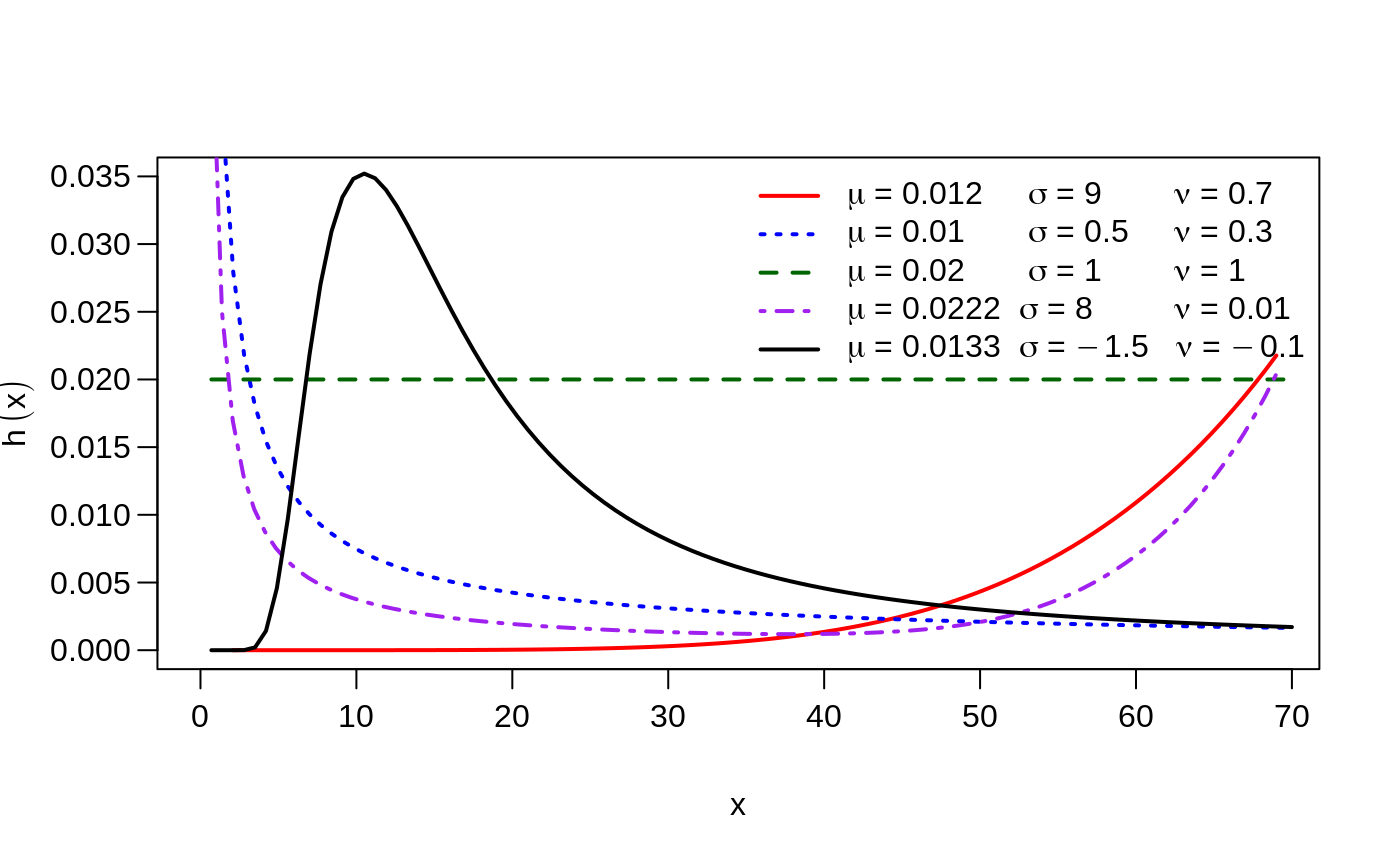 0.035
0.030
0.025
0.020
0.015
0.010
0.005
0.000
h(x)
μ = 0.012 σ = 9 ν = 0.7
μ = 0.01 σ = 0.5 ν = 0.3
μ = 0.02 σ = 1 ν = 1
μ = 0.0222 σ = 8 ν = 0.01
μ = 0.0133 σ = −1.5 ν = −0.1
0 10 20 30 40 50 60 70
x